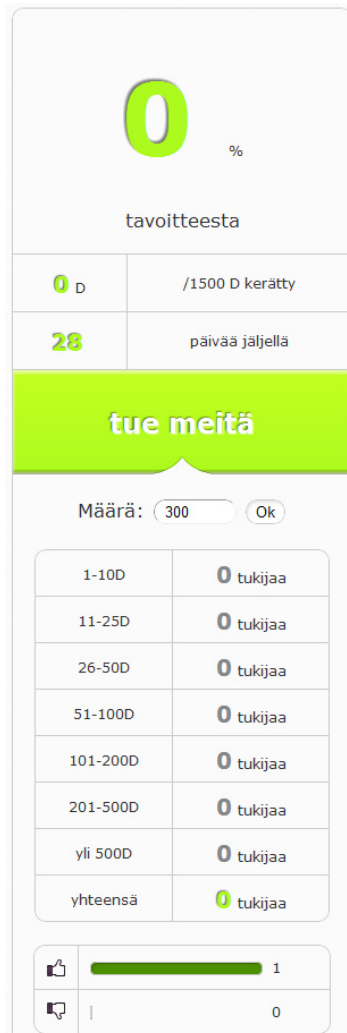 0 %
tavoitteesta
0 D /1500 D kerätty
28 päivää jäljellä
tue meitä
Määrä: 300 Ok
1-10D 0 tukijaa
11-25D 0 tukijaa
26-50D 0 tukijaa
51-100D 0 tukijaa
101-200D 0 tukijaa
201-500D 0 tukijaa
yli 500D 0 tukijaa
yhteensä 0 tukijaa
1
0